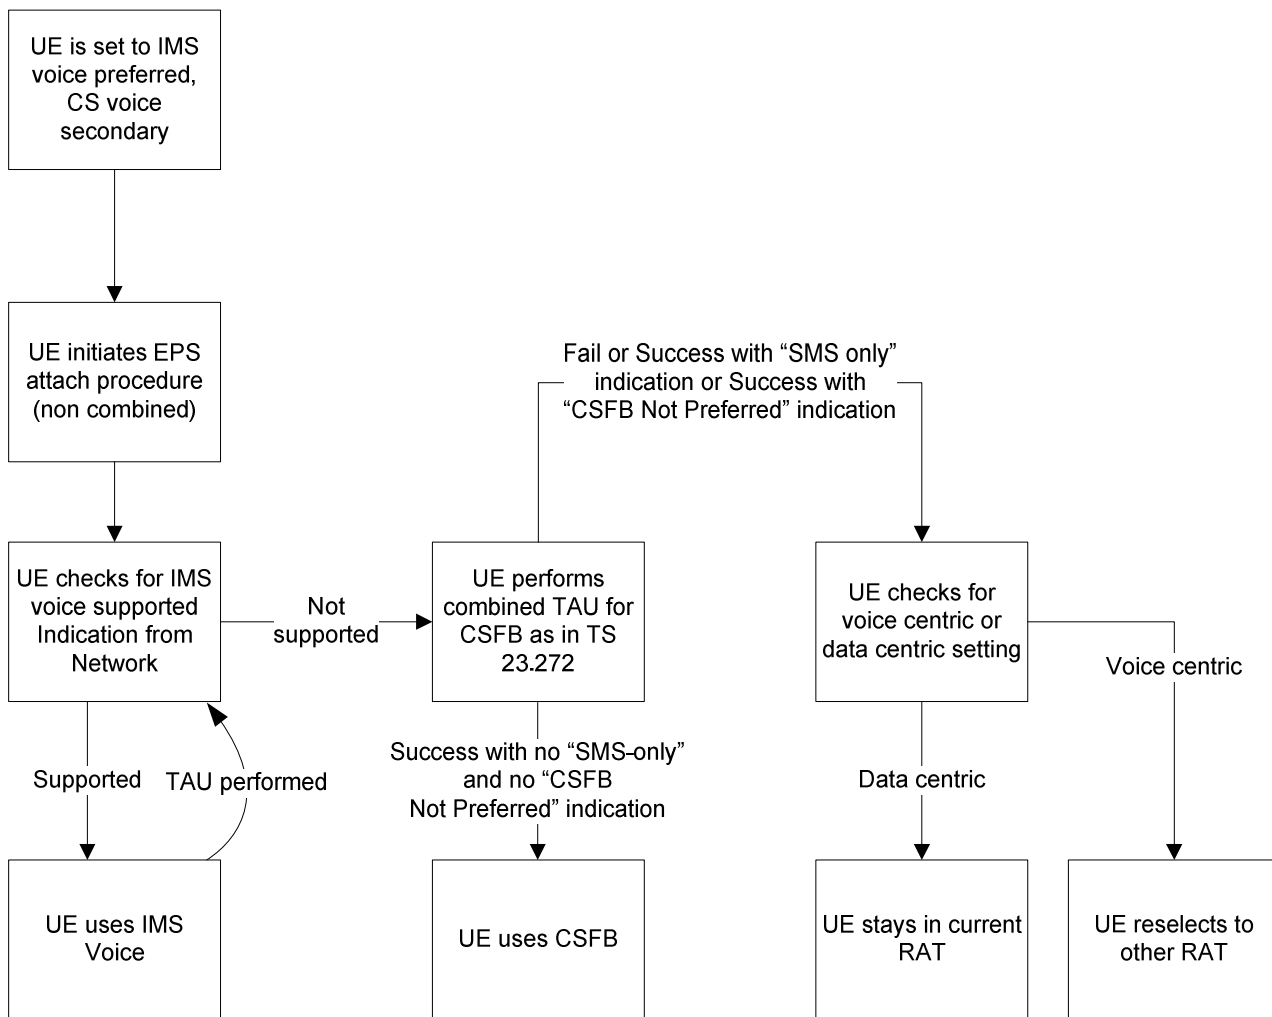 UE is set to IMS
voice preferred,
CS voice
secondary
UE initiates EPS
attach procedure
(non combined)
Fail or Success with “SMS only”
indication or Success with
“CSFB Not Preferred” indication
UE checks for IMS
voice supported
Indication from
Network
Not
supported
UE performs
combined TAU for
CSFB as in TS
23.272
UE checks for
voice centric or
data centric setting
Voice centric
Supported
TAU performed
Success with no “SMS-only”
and no “CSFB
Not Preferred” indication
Data centric
UE uses IMS
Voice
UE uses CSFB
UE stays in current
RAT
UE reselects to
other RAT